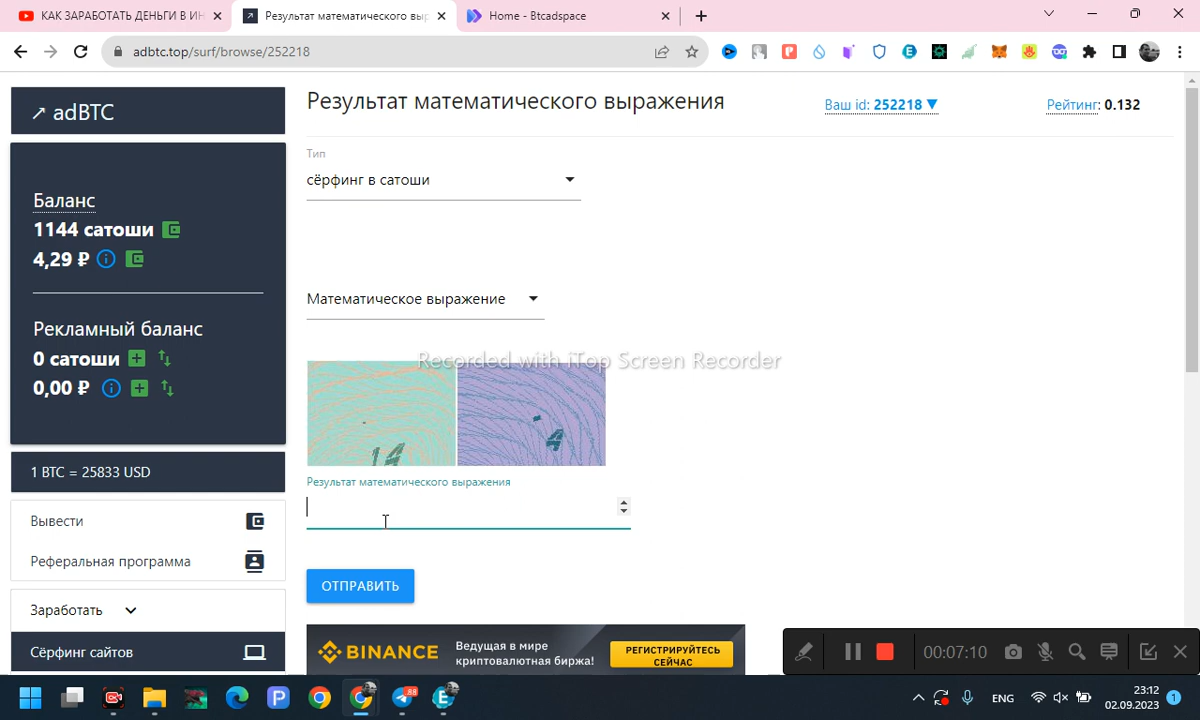 КАК ЗАРАБОТАТЬ ДЕНЬГИ В ИН
Результат математического выр
Home - Btcadspace
adbtc.top/surf/browse/252218
adBTC
Результат математического выражения
Ваш id: 252218 ▼
Рейтинг: 0.132
Тип
сёрфинг в сатоши
Баланс
1144 сатоши
4,29 ₽
Математическое выражение
Рекламный баланс
0 сатоши
0,00 ₽
Recorded with iTop Screen Recorder
14
4
1 BTC = 25833 USD
Результат математического выражения
Вывести
Реферальная программа
ОТПРАВИТЬ
Заработать
Сёрфинг сайтов
BINANCE
Ведущая в мире
криптовалютная биржа!
РЕГИСТРИРУЙТЕСЬ
СЕЙЧАС
00:07:10
88
ENG
23:12
02.09.2023
1